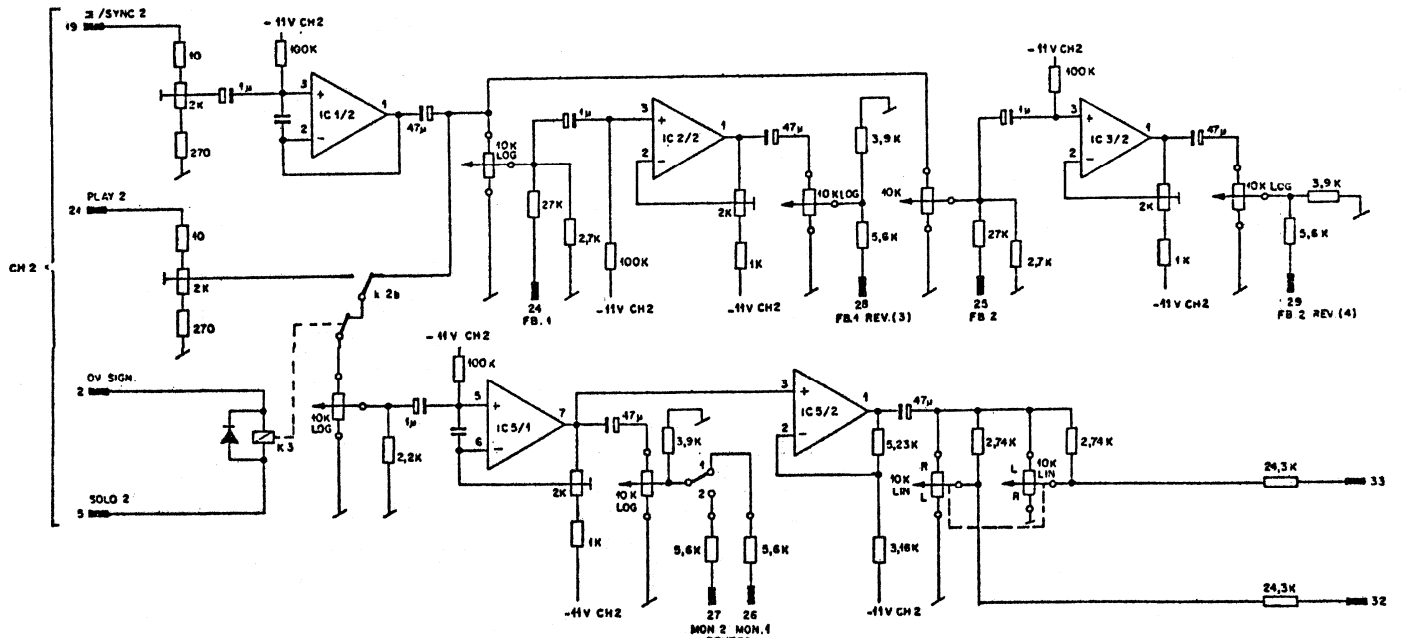 /SYNC 2
19
10
2K
270
-11V CH2
100K
1µ
3
+
2
-
IC 1/2
1
47µ
10K
LOG
1µ
3
+
2
-
IC 2/2
1
47µ
27K
2,7K
100K
2K
1K
24
FB. 1
-11V CH2
-11V CH2
3,9K
10K LOG
5,6K
28
FB.1 REV.(3)
10K
1µ
-11V CH2
100K
3
+
2
-
IC 3/2
1
47µ
27K
2,7K
25
FB 2
2K
1K
-11V CH2
10K LOG
3,9K
5,6K
29
FB 2 REV.(4)
PLAY 2
21
10
2K
270
CH 2
k 2b
0V SIGN.
2
K3
SOLO 2
5
10K
LOG
2,2K
1µ
-11V CH2
100K
5
+
6
-
IC 5/1
7
47µ
2K
1K
-11V CH2
10K
LOG
3,9K
1
2
5,6K
5,6K
27
26
MON 2
MON.1
3
+
2
-
IC 5/2
1
47µ
5,23K
3,16K
-11V CH2
R
10K
LIN
L
2,74K
L
10K
LIN
R
2,74K
24,3K
33
24,3K
32